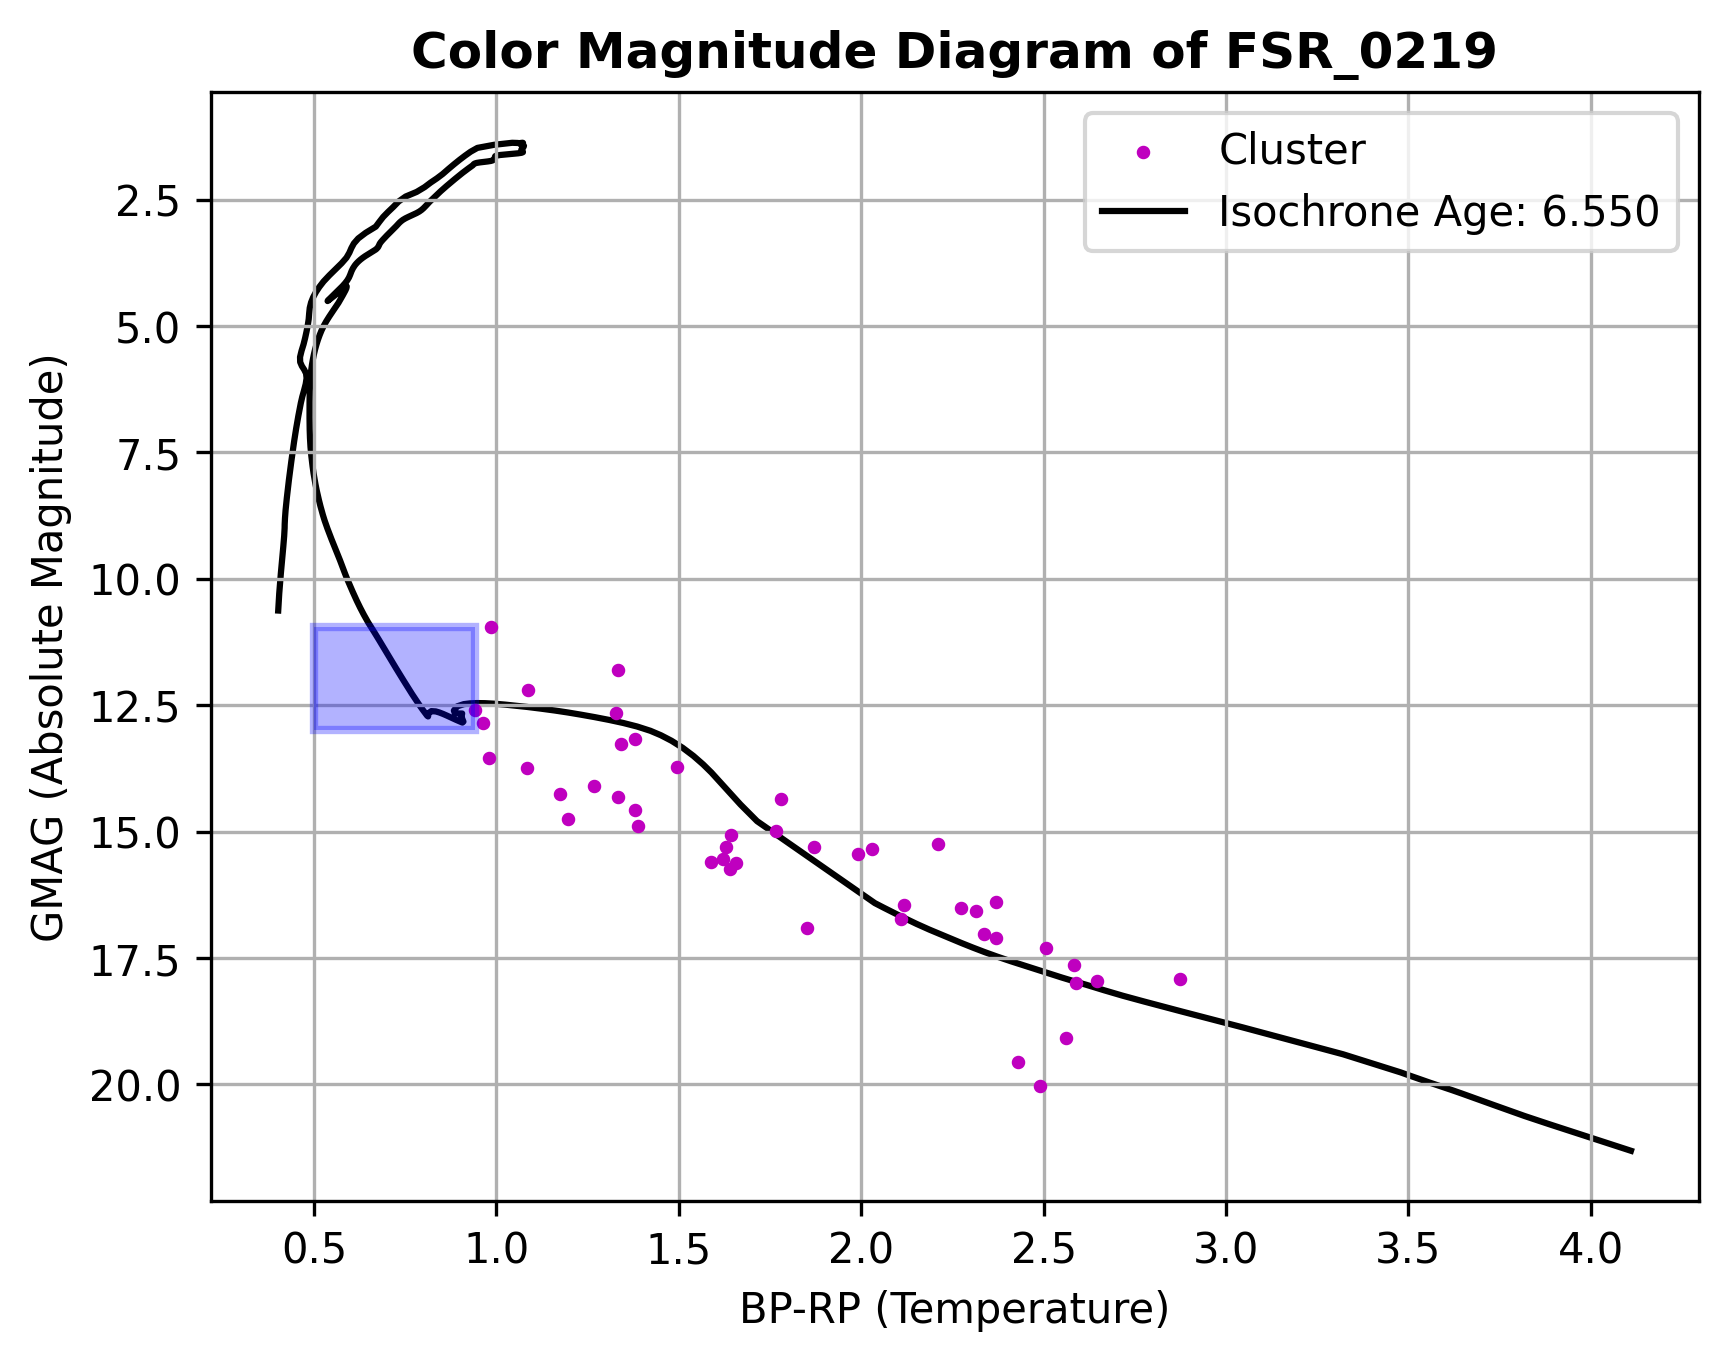 Color Magnitude Diagram of FSR_0219
Cluster
Isochrone Age: 6.550
GMAG (Absolute Magnitude)
2.5
5.0
7.5
10.0
12.5
15.0
17.5
20.0
0.5 1.0 1.5 2.0 2.5 3.0 3.5 4.0
BP-RP (Temperature)